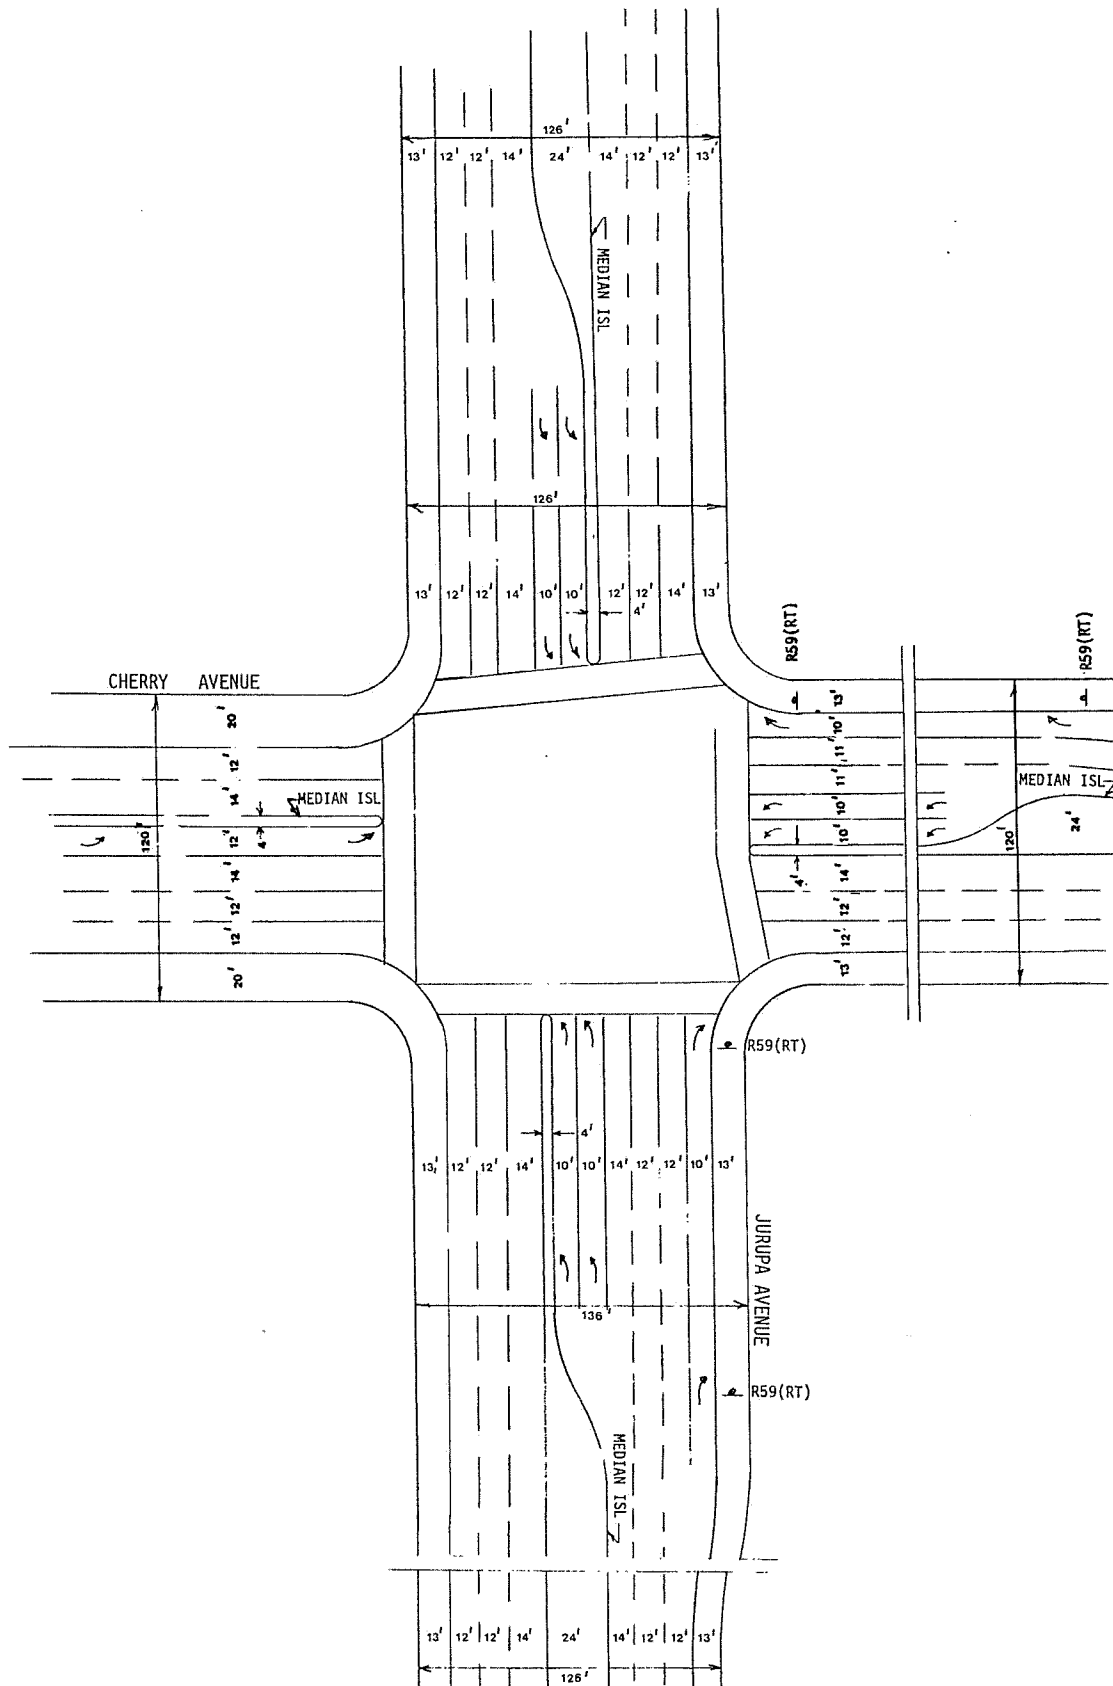 126'
13' 12' 12' 14' 24' 14' 12' 12' 13'
MEDIAN ISL
126'
13' 12' 12' 14' 10' 10' 12' 12' 14' 13'
4'
CHERRY AVENUE
20'
12'
14'
MEDIAN ISL
4
120'
12'
14'
12'
12'
20'
R59(RT)
13'
10'
11'
11'
10'
10'
4'
14'
12'
12'
13'
R59(RT)
MEDIAN ISL
24'
120'
R59(RT)
4'
13' 12' 12' 14' 10' 10' 14' 12' 12' 10' 13'
JURUPA AVENUE
136'
R59(RT)
MEDIAN ISL
13' 12' 12' 14' 24' 14' 12' 12' 13'
126'